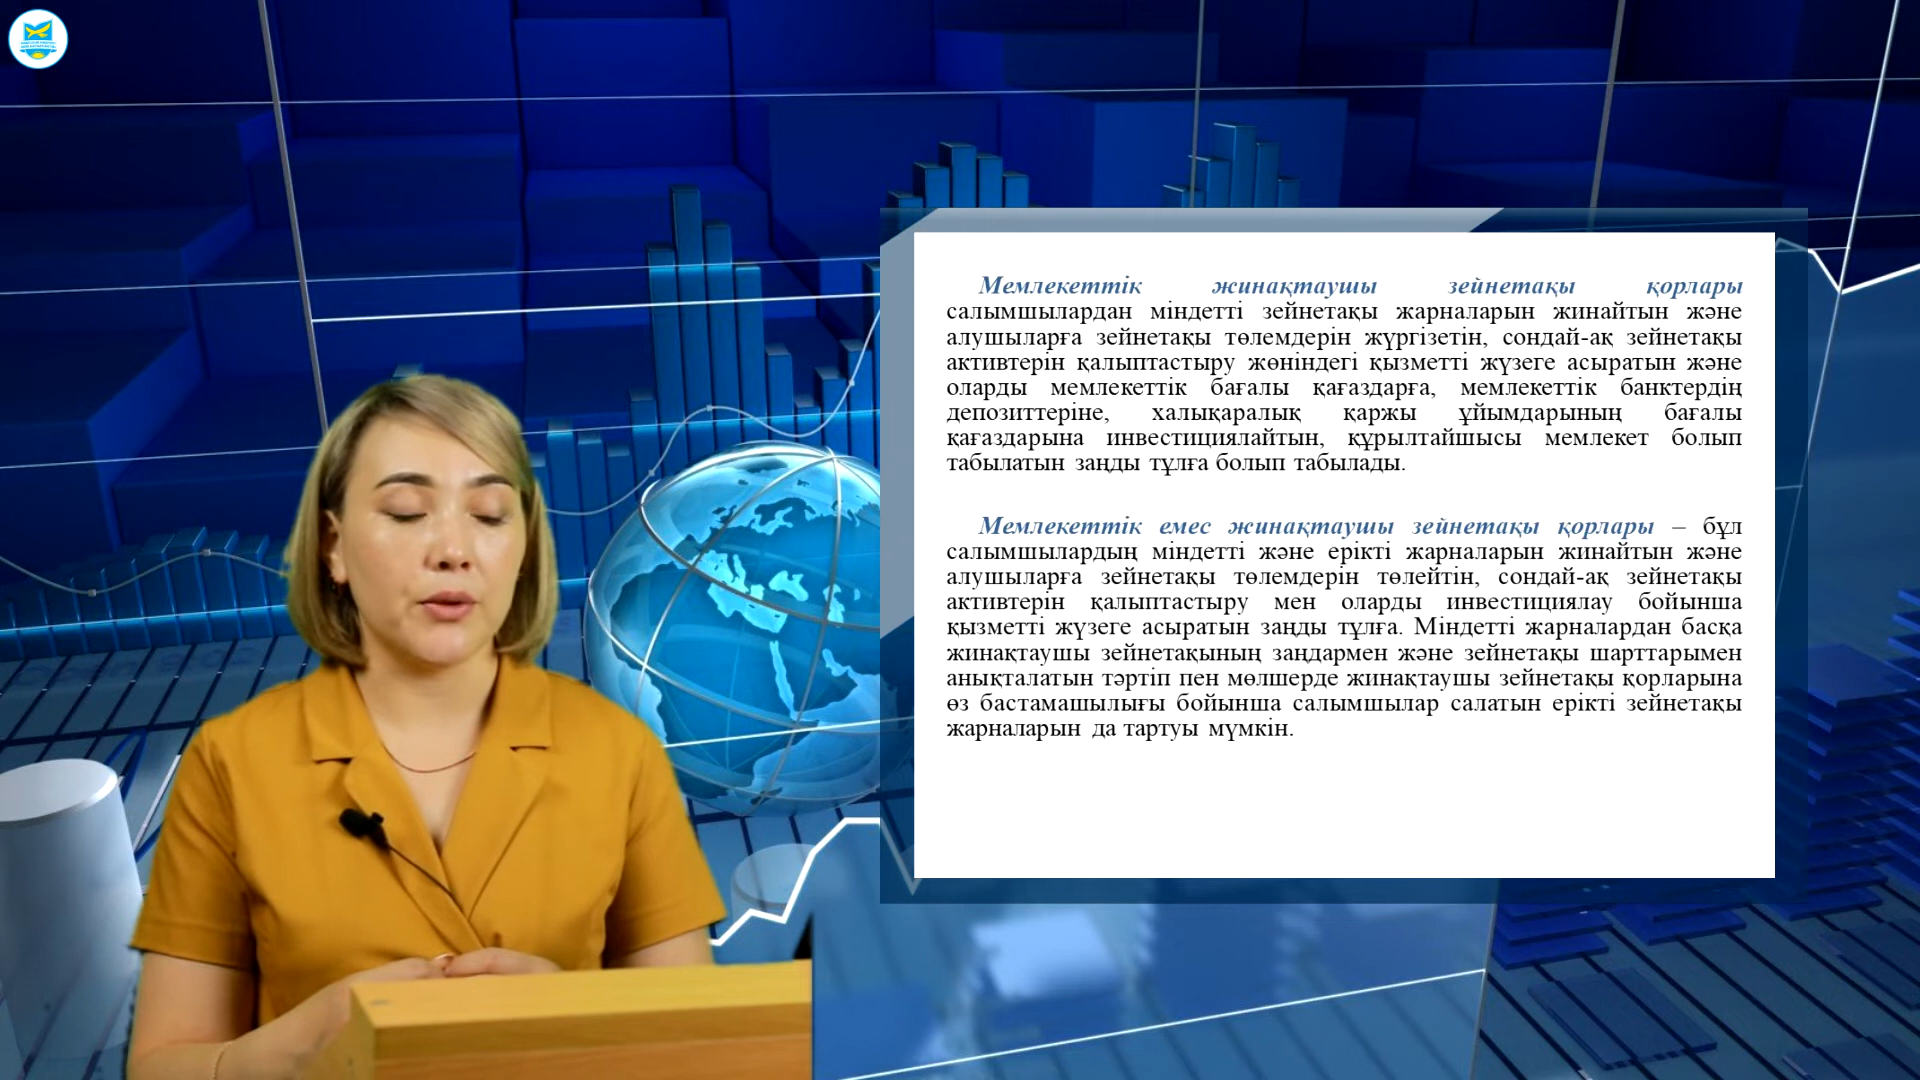 Мемлекеттік жинақтаушы зейнетақы қорлары
салымшылардан міндетті зейнетақы жарналарын жинайтын және
алушыларға зейнетақы төлемдерін жүргізетін, сондай-ақ зейнетақы
активтерін қалыптастыру жөніндегі қызметті жүзеге асыратын және
оларды мемлекеттік бағалы қағаздарға, мемлекеттік банктердің
депозиттеріне, халықаралық қаржы ұйымдарының бағалы
қағаздарына инвестициялайтын, құрылтайшысы мемлекет болып
табылатын заңды тұлға болып табылады.
Мемлекеттік емес жинақтаушы зейнетақы қорлары – бұл
салымшылардың міндетті және ерікті жарналарын жинайтын және
алушыларға зейнетақы төлемдерін төлейтін, сондай-ақ зейнетақы
активтерін қалыптастыру мен оларды инвестициялау бойынша
қызметті жүзеге асыратын заңды тұлға. Міндетті жарналардан басқа
жинақтаушы зейнетақының заңдармен және зейнетақы шарттарымен
анықталатын тәртіп пен мөлшерде жинақтаушы зейнетақы қорларына
өз бастамашылығы бойынша салымшылар салатын ерікті зейнетақы
жарналарын да тартуы мүмкін.